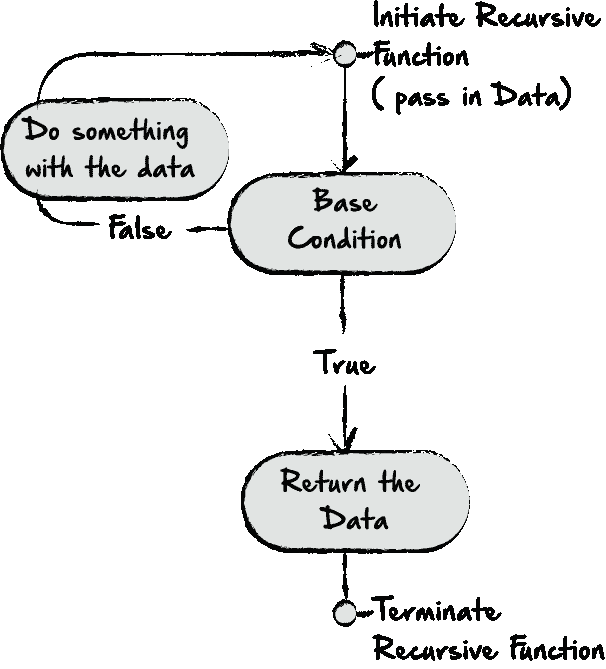 Initiate Recursive
Function
( pass in Data)
Do something
with the data
False
Base
Condition
True
Return the
Data
Terminate
Recursive Function